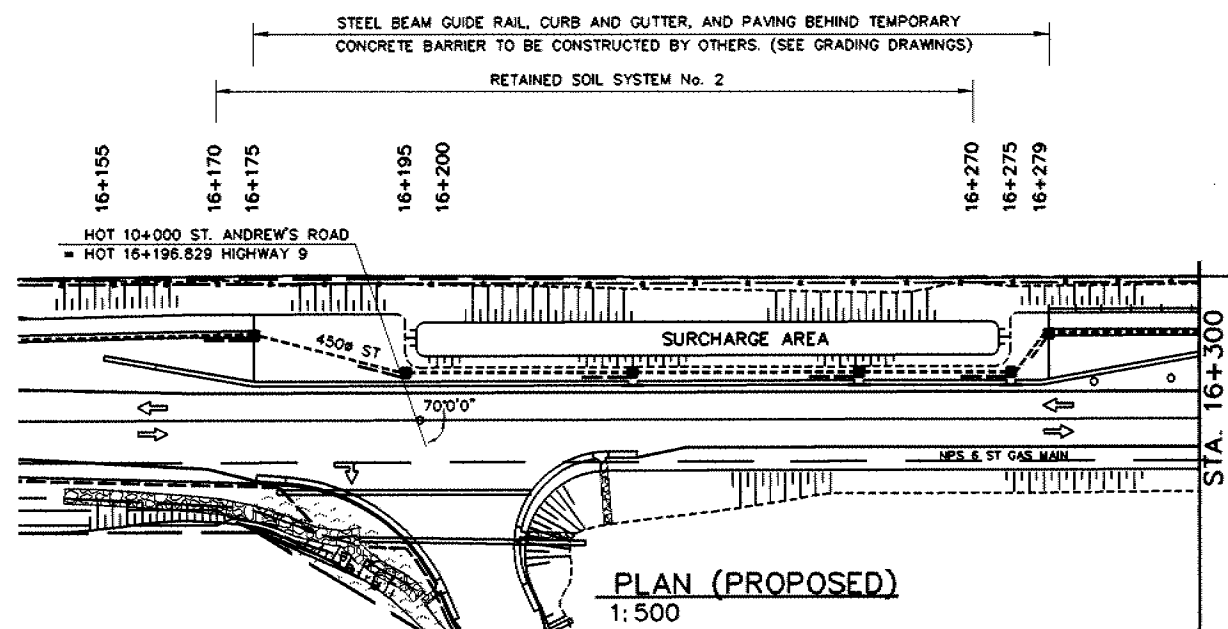 STEEL BEAM GUIDE RAIL, CURB AND GUTTER, AND PAVING BEHIND TEMPORARY
CONCRETE BARRIER TO BE CONSTRUCTED BY OTHERS. (SEE GRADING DRAWINGS)
RETAINED SOIL SYSTEM No. 2
16+155
16+170
16+175
16+195
16+200
16+270
16+275
16+279
HOT 10+000 ST. ANDREW'S ROAD
= HOT 16+196.829 HIGHWAY 9
450ø ST
SURCHARGE AREA
70°0'0"
NPS 6 ST GAS MAIN
STA. 16+300
PLAN (PROPOSED)
1:500